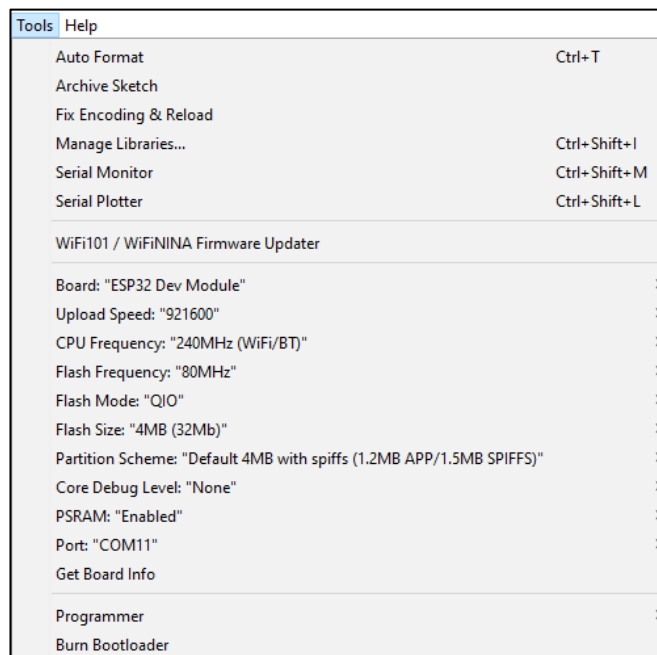 Tools Help
Auto Format Ctrl+T
Archive Sketch
Fix Encoding & Reload
Manage Libraries... Ctrl+Shift+I
Serial Monitor Ctrl+Shift+M
Serial Plotter Ctrl+Shift+L
WiFi101 / WiFiNINA Firmware Updater
Board: "ESP32 Dev Module"
Upload Speed: "921600"
CPU Frequency: "240MHz (WiFi/BT)"
Flash Frequency: "80MHz"
Flash Mode: "QIO"
Flash Size: "4MB (32Mb)"
Partition Scheme: "Default 4MB with spiffs (1.2MB APP/1.5MB SPIFFS)"
Core Debug Level: "None"
PSRAM: "Enabled"
Port: "COM11"
Get Board Info
Programmer
Burn Bootloader